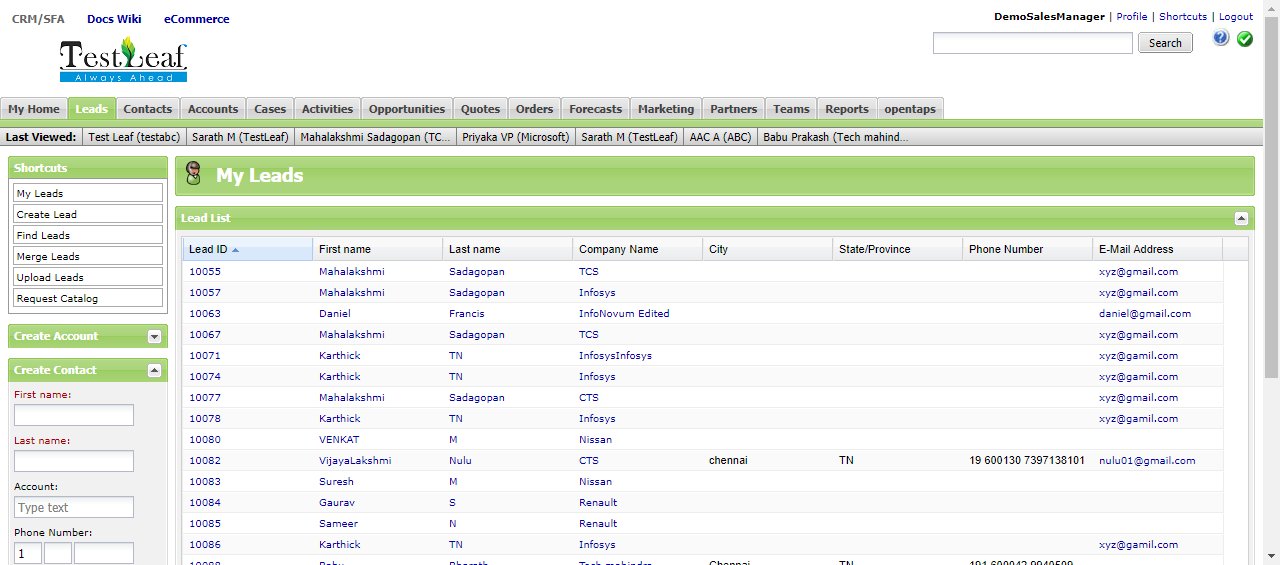 CRM/SFA Docs Wiki eCommerce
DemoSalesManager | Profile | Shortcuts | Logout
TestLeaf
Always Ahead
Search
My Home Leads Contacts Accounts Cases Activities Opportunities Quotes Orders Forecasts Marketing Partners Teams Reports opentaps
Last Viewed: Test Leaf (testabc) Sarath M (TestLeaf) Mahalakshmi Sadagopan (TC... Priyaka VP (Microsoft) Sarath M (TestLeaf) AAC A (ABC) Babu Prakash (Tech mahind...
Shortcuts
My Leads
Create Lead
Find Leads
Merge Leads
Upload Leads
Request Catalog
Create Account
Create Contact
First name:
Last name:
Account:
Type text
Phone Number:
1
My Leads
Lead List
Lead ID First name Last name Company Name City State/Province Phone Number E-Mail Address
10055 Mahalakshmi Sadagopan TCS xyz@gmail.com
10057 Mahalakshmi Sadagopan Infosys xyz@gmail.com
10063 Daniel Francis InfoNovum Edited daniel@gmail.com
10067 Mahalakshmi Sadagopan TCS xyz@gmail.com
10071 Karthick TN InfosysInfosys xyz@gamil.com
10074 Karthick TN Infosys xyz@gamil.com
10077 Mahalakshmi Sadagopan CTS xyz@gmail.com
10078 Karthick TN Infosys xyz@gamil.com
10080 VENKAT M Nissan
10082 VijayaLakshmi Nulu CTS chennai TN 19 600130 7397138101 nulu01@gmail.com
10083 Suresh M Nissan
10084 Gaurav S Renault
10085 Sameer N Renault
10086 Karthick TN Infosys xyz@gamil.com
10088 Babu Bharath Tech mahindra Chennai TN